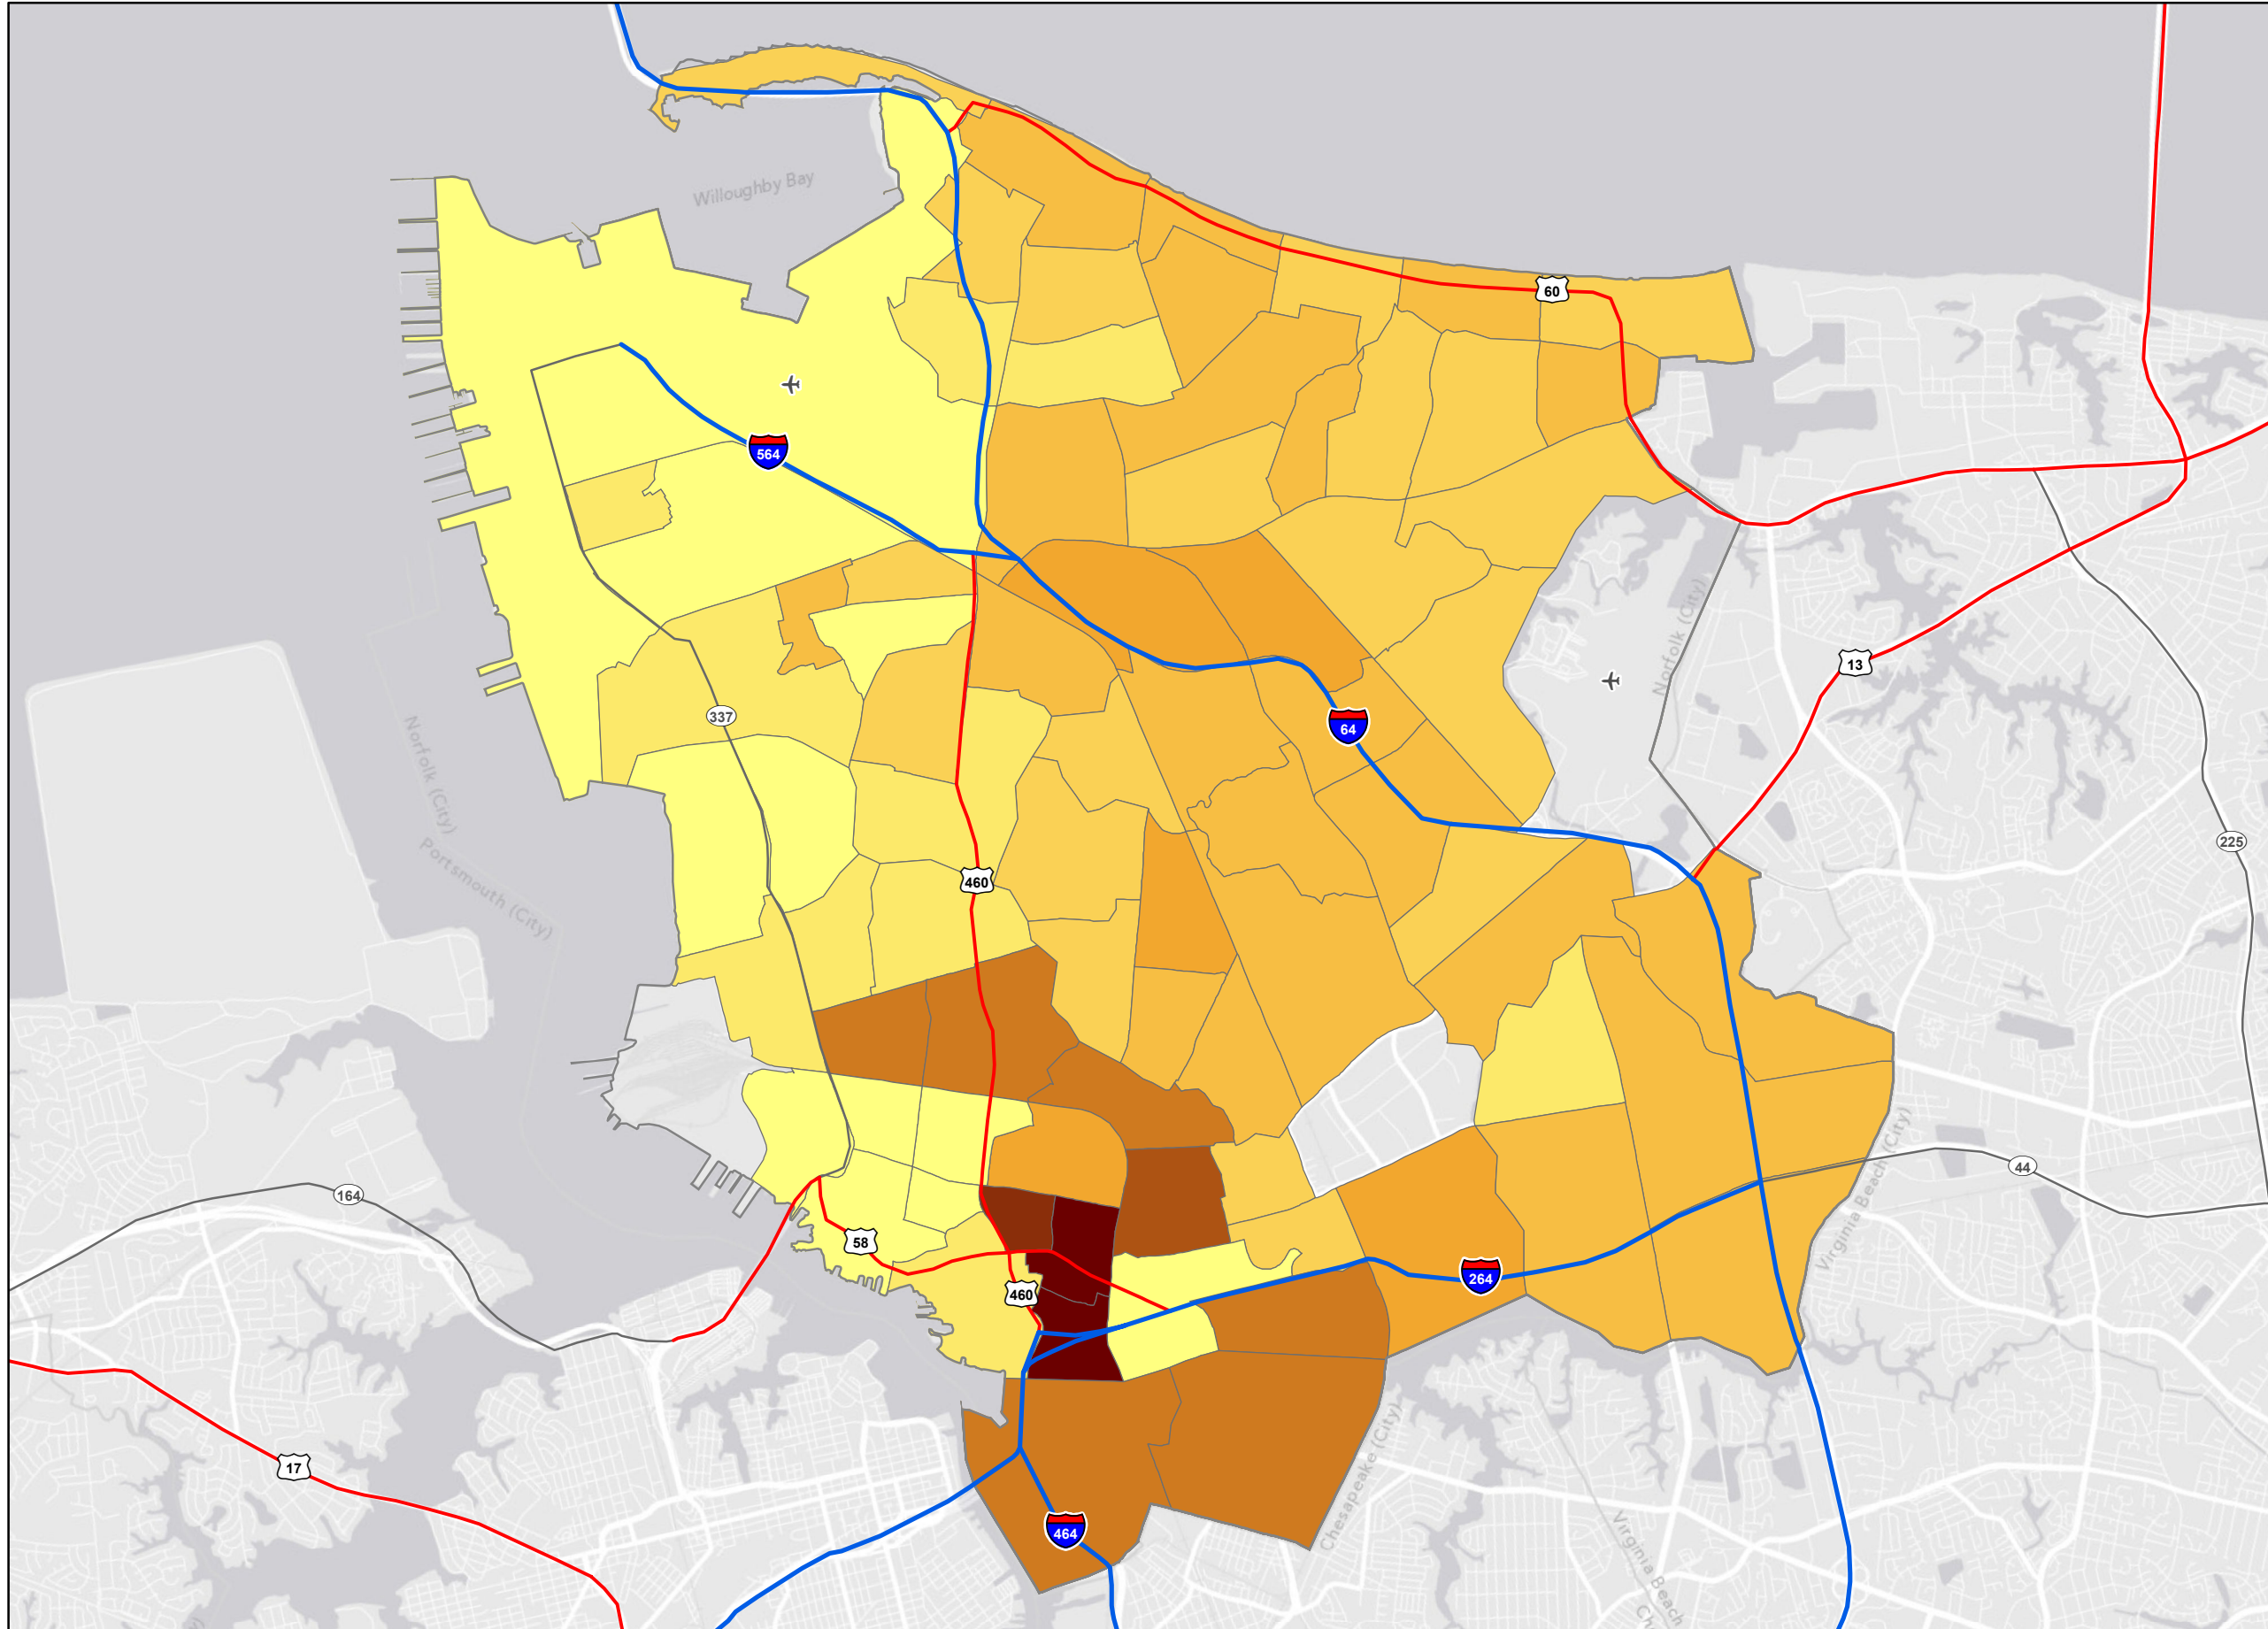 Willoughby Bay
60
564
Norfolk (City)
13
337
64
Norfolk (City)
225
Portsmouth (City)
460
Virginia Beach (City)
44
164
58
264
460
Chesapeake (City)
17
464
Virginia Beach